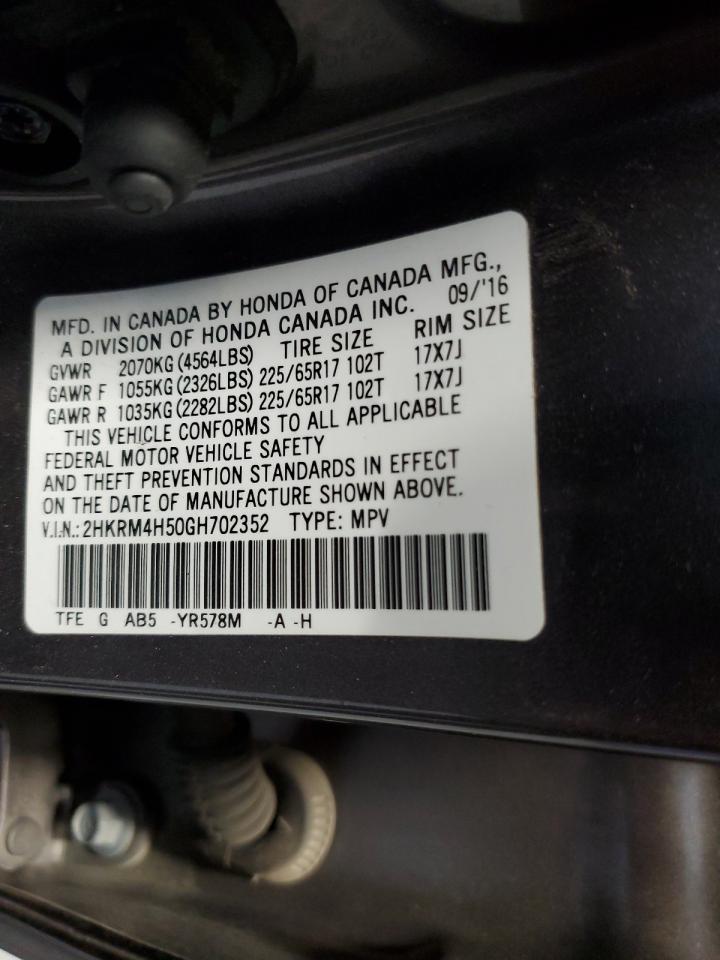 MFD. IN CANADA BY HONDA OF CANADA MFG.,
A DIVISION OF HONDA CANADA INC. 09/'16
GVWR 2070KG (4564LBS) TIRE SIZE RIM SIZE
GAWR F 1055KG (2326LBS) 225/65R17 102T 17X7J
GAWR R 1035KG (2282LBS) 225/65R17 102T 17X7J
THIS VEHICLE CONFORMS TO ALL APPLICABLE
FEDERAL MOTOR VEHICLE SAFETY
AND THEFT PREVENTION STANDARDS IN EFFECT
ON THE DATE OF MANUFACTURE SHOWN ABOVE.
V.I.N.: 2HKRM4H50GH702352 TYPE: MPV
TFE G AB5 -YR578M -A -H